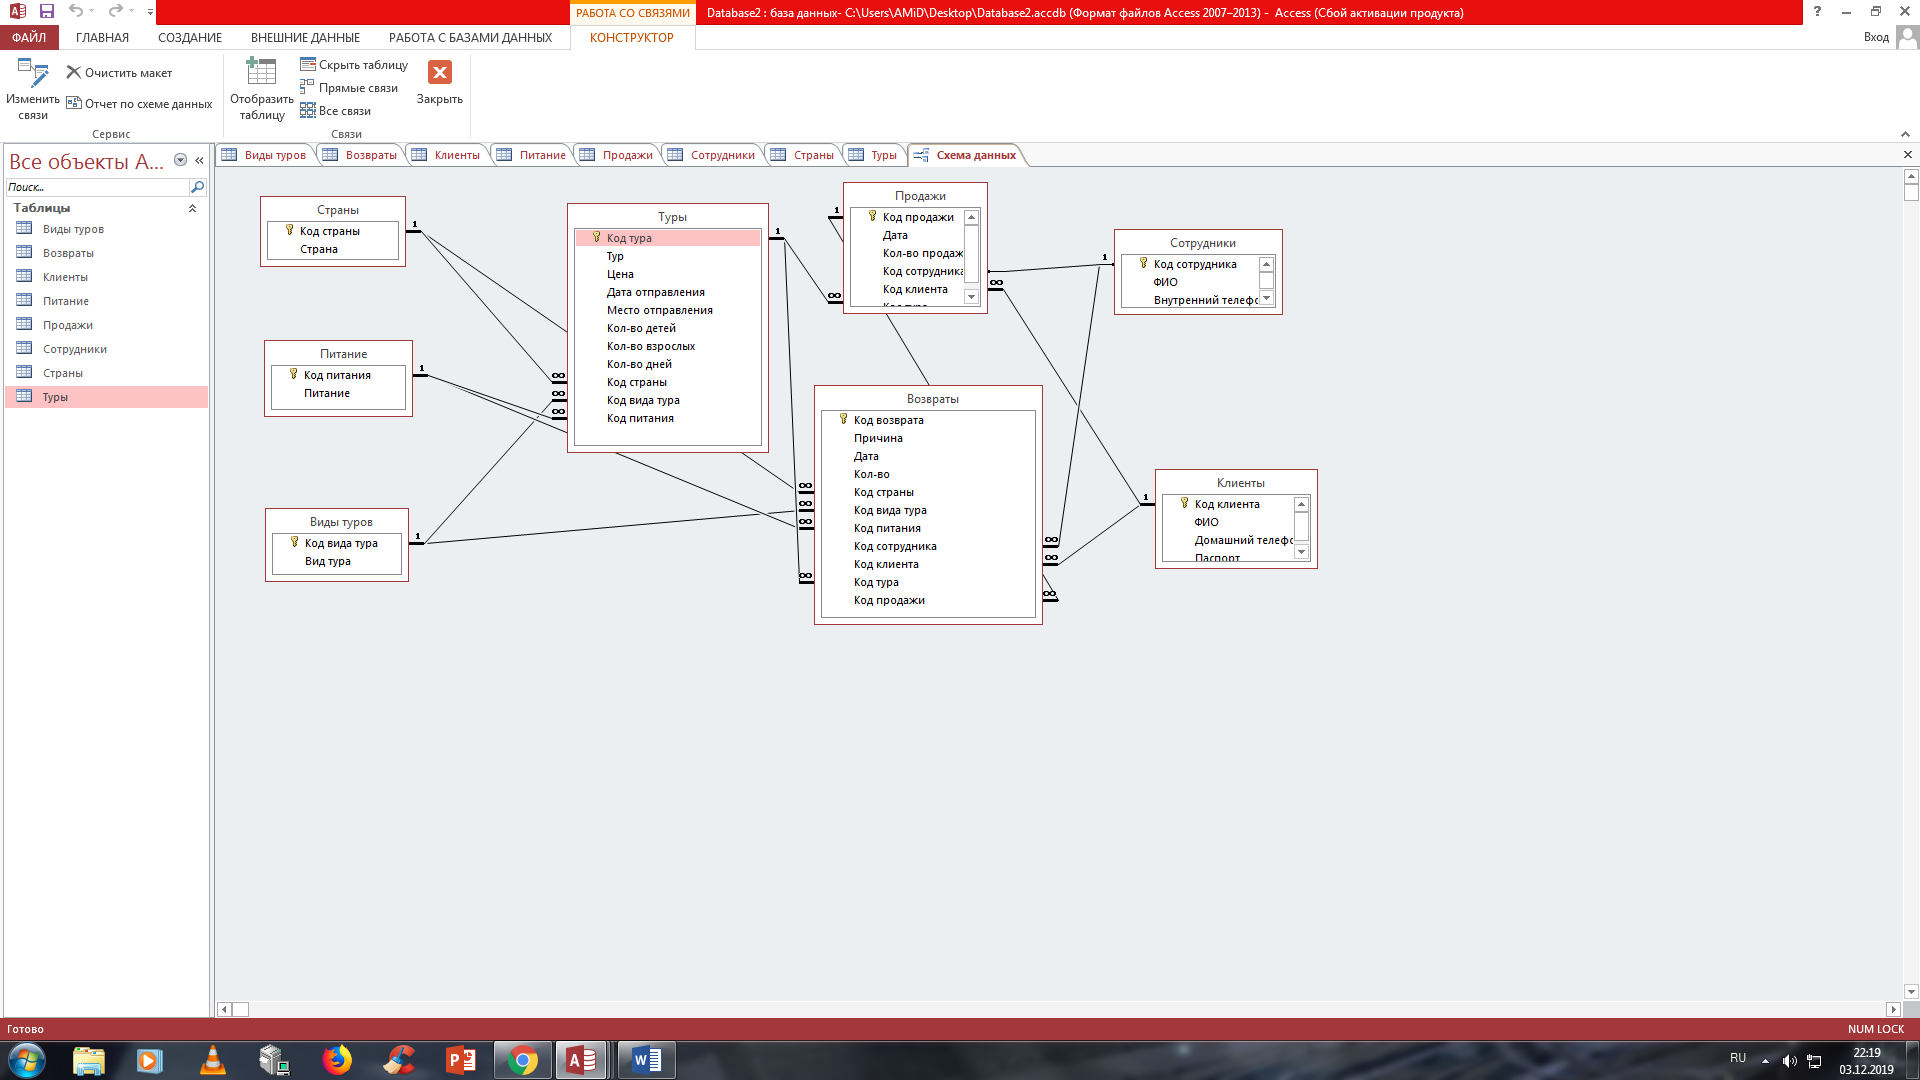 РАБОТА СО СВЯЗЯМИ
Database2 : база данных- C:\Users\AMiD\Desktop\Database2.accdb (Формат файлов Access 2007–2013) - Access (Сбой активации продукта)
ФАЙЛ ГЛАВНАЯ СОЗДАНИЕ ВНЕШНИЕ ДАННЫЕ РАБОТА С БАЗАМИ ДАННЫХ КОНСТРУКТОР
Вход
Изменить связи
Очистить макет
Отчет по схеме данных
Сервис
Отобразить таблицу
Скрыть таблицу
Прямые связи
Все связи
Связи
Закрыть
Все объекты A...
Поиск...
Таблицы
Виды туров
Возвраты
Клиенты
Питание
Продажи
Сотрудники
Страны
Туры
Виды туров Возвраты Клиенты Питание Продажи Сотрудники Страны Туры Схема данных
Страны
Код страны
Страна
1
Питание
Код питания
Питание
1
Виды туров
Код вида тура
Вид тура
1
Туры
Код тура
Тур
Цена
Дата отправления
Место отправления
Кол-во детей
Кол-во взрослых
Кол-во дней
Код страны
Код вида тура
Код питания
1
∞
∞
∞
Продажи
Код продажи
Дата
Кол-во продаж
Код сотрудника
Код клиента
1
∞
∞
Возвраты
Код возврата
Причина
Дата
Кол-во
Код страны
Код вида тура
Код питания
Код сотрудника
Код клиента
Код тура
Код продажи
∞
∞
∞
∞
∞
∞
∞
Сотрудники
Код сотрудника
ФИО
Внутренний телефо
1
Клиенты
Код клиента
ФИО
Домашний телефо
Паспорт
1
Готово
NUM LOCK
RU
22:19
03.12.2019